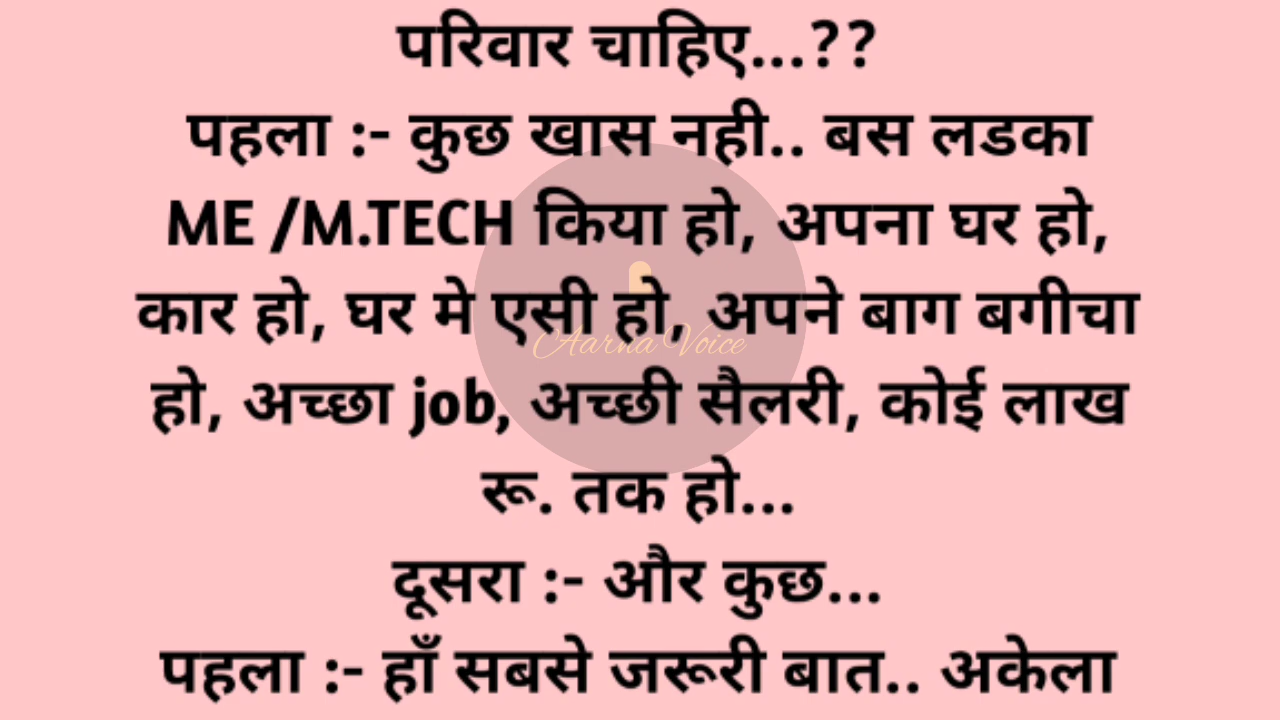 परिवार चाहिए...??
पहला :- कुछ खास नही.. बस लडका
ME /M.TECH किया हो, अपना घर हो,
कार हो, घर मे एसी हो, अपने बाग बगीचा
Aarna Voice
हो, अच्छा job, अच्छी सैलरी, कोई लाख
रू. तक हो...
दूसरा :- और कुछ...
पहला :- हाँ सबसे जरूरी बात.. अकेला